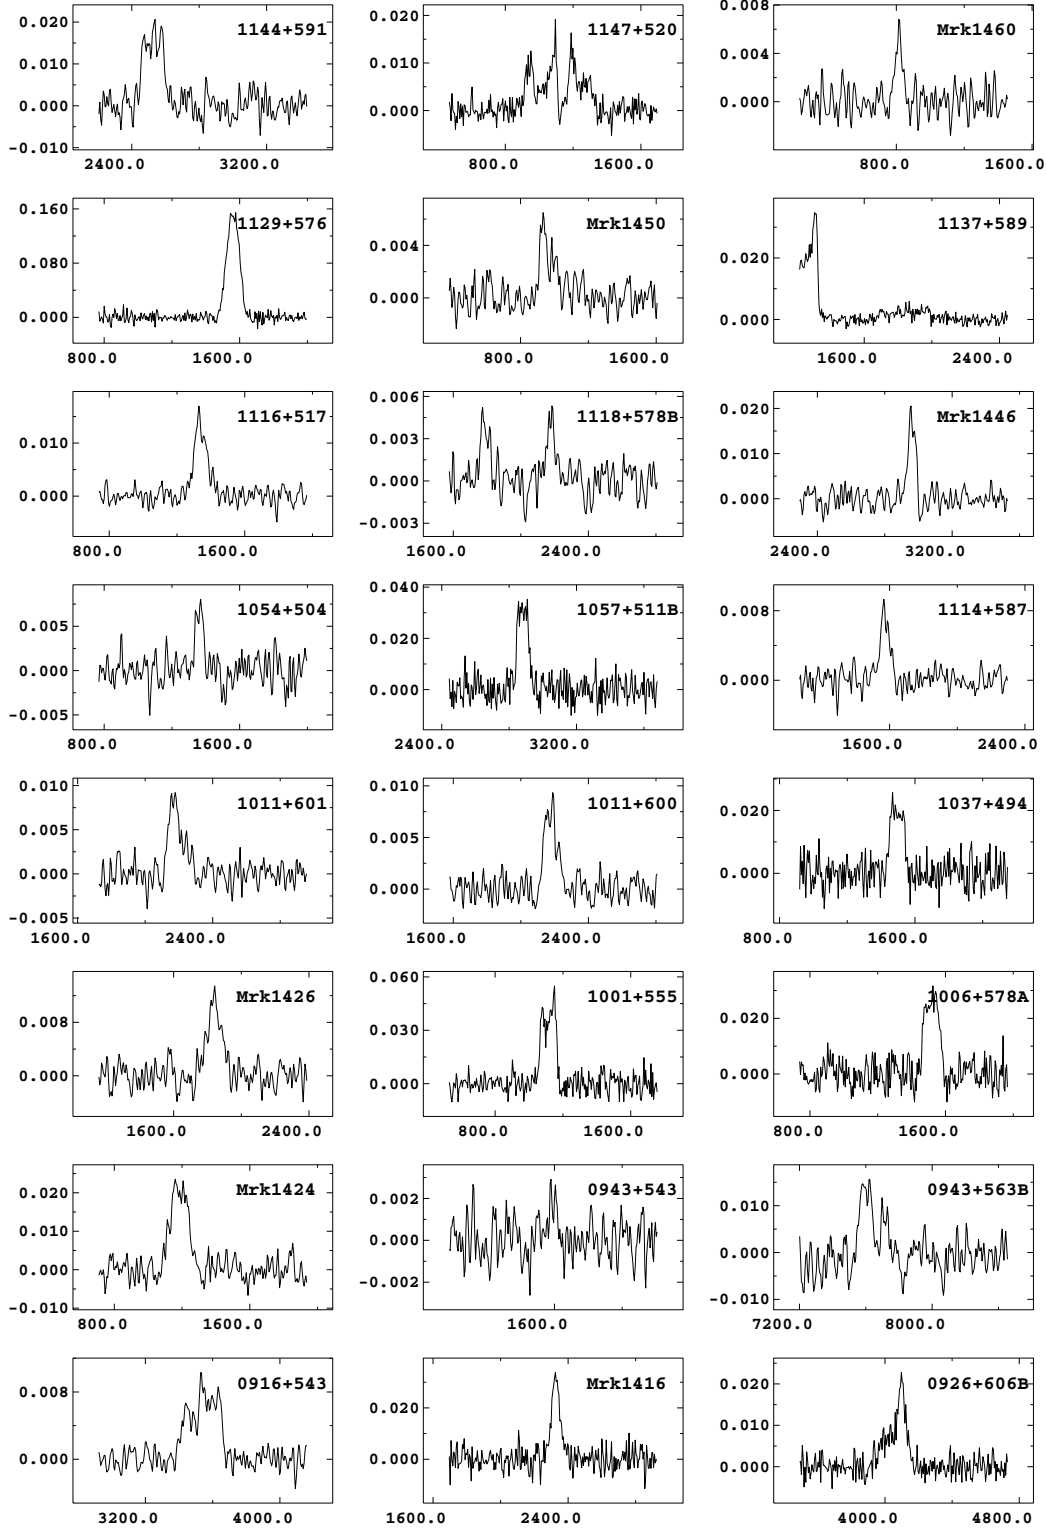 0.020 0.010 0.000 -0.010 1144+591 2400.0 3200.0
0.020 0.010 0.000 1147+520 800.0 1600.0
0.008 0.004 0.000 Mrk1460 800.0 1600.0
0.160 0.080 0.000 1129+576 800.0 1600.0
0.004 0.000 Mrk1450 800.0 1600.0
0.020 0.000 1137+589 1600.0 2400.0
0.010 0.000 1116+517 800.0 1600.0
0.006 0.003 0.000 -0.003 1118+578B 1600.0 2400.0
0.020 0.010 0.000 Mrk1446 2400.0 3200.0
0.005 0.000 -0.005 1054+504 800.0 1600.0
0.040 0.020 0.000 1057+511B 2400.0 3200.0
0.008 0.000 1114+587 1600.0 2400.0
0.010 0.005 0.000 -0.005 1011+601 1600.0 2400.0
0.010 0.005 0.000 1011+600 1600.0 2400.0
0.020 0.000 1037+494 800.0 1600.0
0.008 0.000 Mrk1426 1600.0 2400.0
0.060 0.030 0.000 1001+555 800.0 1600.0
0.020 0.000 1006+578A 800.0 1600.0
0.020 0.010 0.000 -0.010 Mrk1424 800.0 1600.0
0.002 0.000 -0.002 0943+543 1600.0
0.010 0.000 -0.010 0943+563B 7200.0 8000.0
0.008 0.000 0916+543 3200.0 4000.0
0.020 0.000 Mrk1416 1600.0 2400.0
0.020 0.010 0.000 0926+606B 4000.0 4800.0